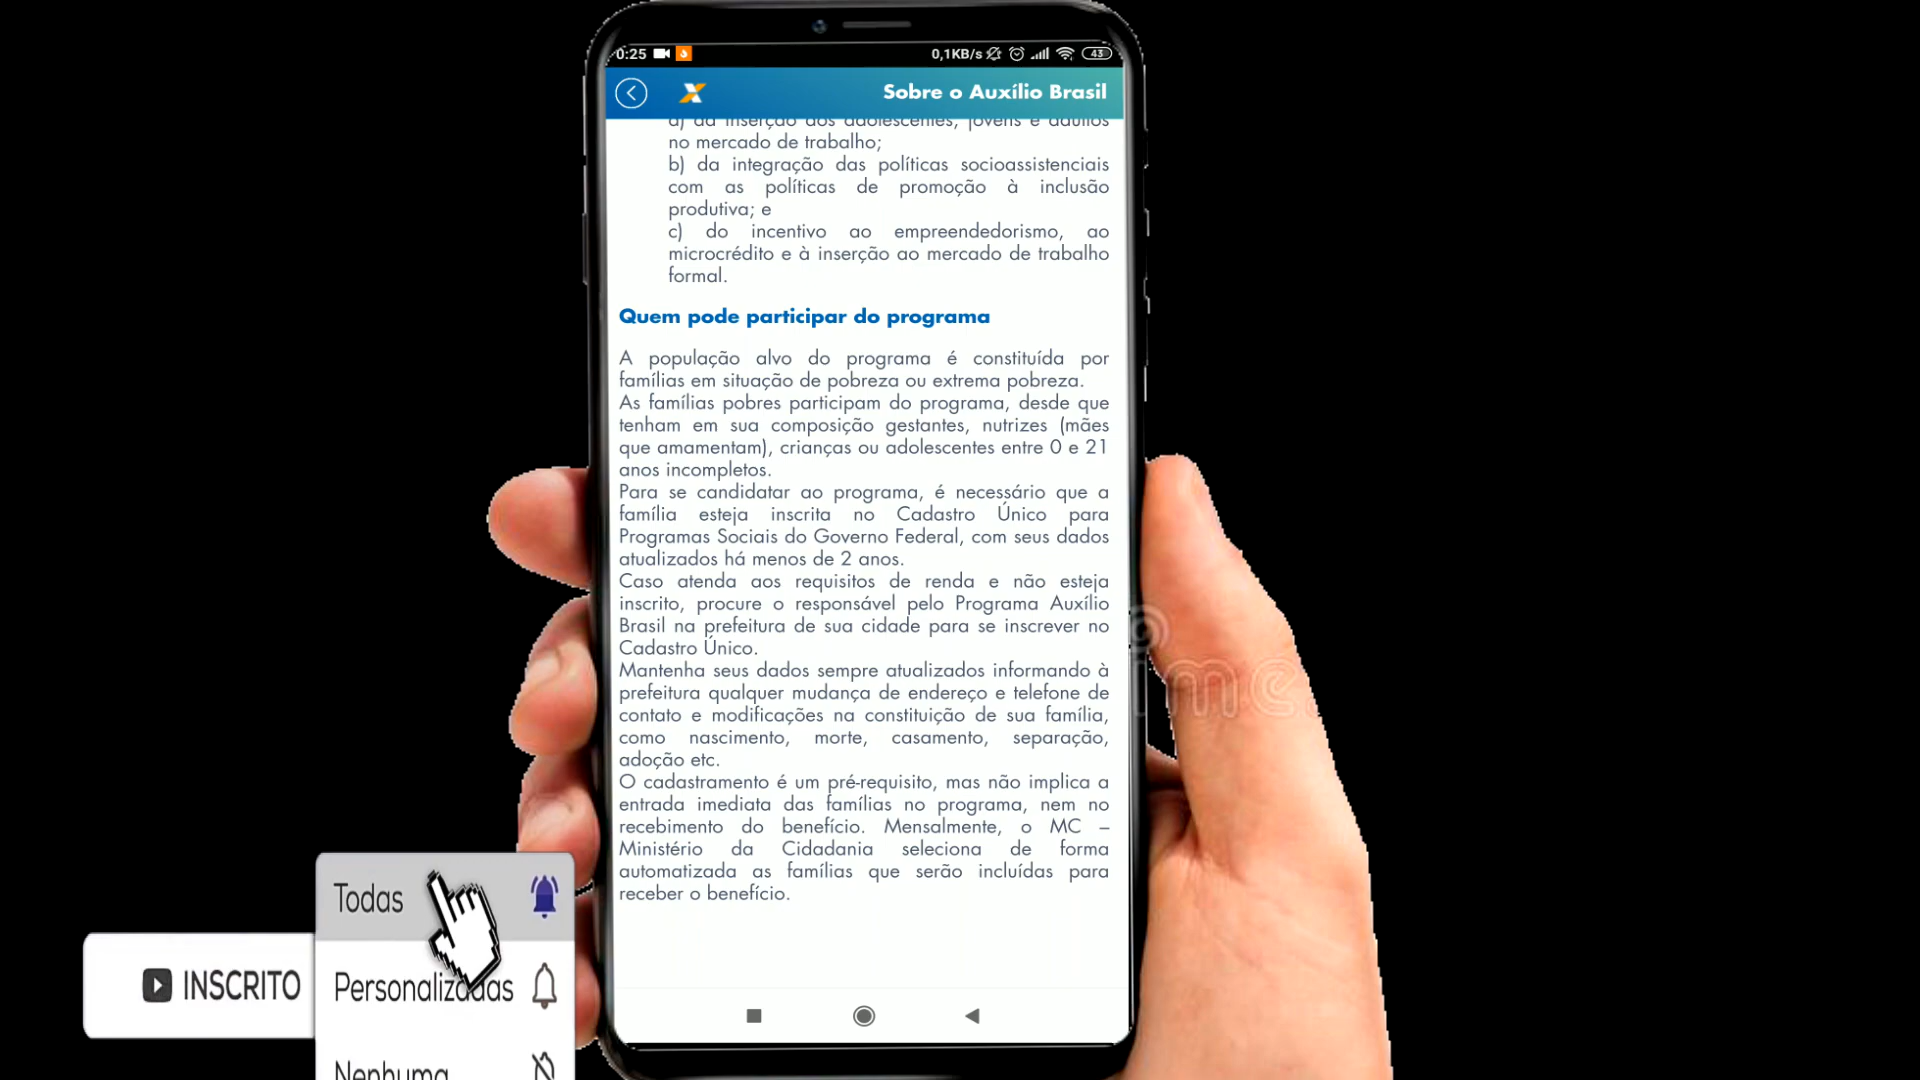 0:25
0,1KB/s
43
Sobre o Auxílio Brasil
a) da inserção dos adolescentes, jovens e adultos
no mercado de trabalho;
b) da integração das políticas socioassistenciais
com as políticas de promoção à inclusão
produtiva; e
c) do incentivo ao empreendedorismo, ao
microcrédito e à inserção ao mercado de trabalho
formal.
Quem pode participar do programa
A população alvo do programa é constituída por
famílias em situação de pobreza ou extrema pobreza.
As famílias pobres participam do programa, desde que
tenham em sua composição gestantes, nutrizes (mães
que amamentam), crianças ou adolescentes entre 0 e 21
anos incompletos.
Para se candidatar ao programa, é necessário que a
família esteja inscrita no Cadastro Único para
Programas Sociais do Governo Federal, com seus dados
atualizados há menos de 2 anos.
Caso atenda aos requisitos de renda e não esteja
inscrito, procure o responsável pelo Programa Auxílio
Brasil na prefeitura de sua cidade para se inscrever no
Cadastro Único.
Mantenha seus dados sempre atualizados informando à
prefeitura qualquer mudança de endereço e telefone de
contato e modificações na constituição de sua família,
como nascimento, morte, casamento, separação,
adoção etc.
O cadastramento é um pré-requisito, mas não implica a
entrada imediata das famílias no programa, nem no
recebimento do benefício. Mensalmente, o MC –
Ministério da Cidadania seleciona de forma
automatizada as famílias que serão incluídas para
receber o benefício.
Todas
INSCRITO
Personalizadas
Nenhuma